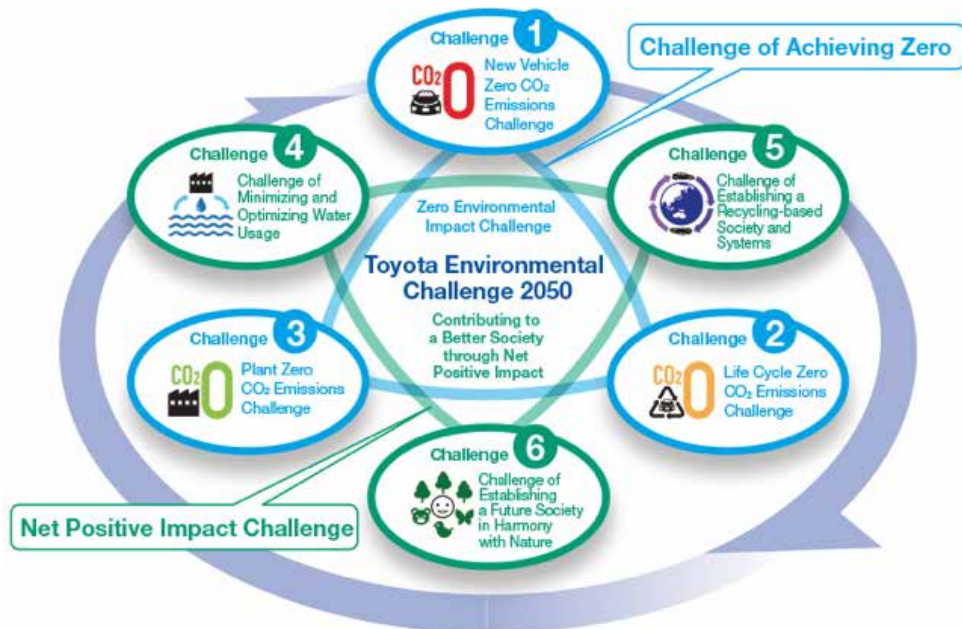 Challenge 1
CO₂ 0
New Vehicle
Zero CO₂
Emissions
Challenge
Challenge of Achieving Zero
Challenge 4
Challenge of
Minimizing and
Optimizing Water
Usage
Challenge 5
Challenge of
Establishing a
Recycling-based
Society and
Systems
Zero Environmental
Impact Challenge
Toyota Environmental
Challenge 2050
Contributing to
a Better Society
through Net
Positive Impact
Challenge 3
CO₂ 0
Plant Zero
CO₂ Emissions
Challenge
Challenge 2
CO₂ 0
Life Cycle Zero
CO₂ Emissions
Challenge
Challenge 6
Challenge of
Establishing
a Future Society
in Harmony
with Nature
Net Positive Impact Challenge